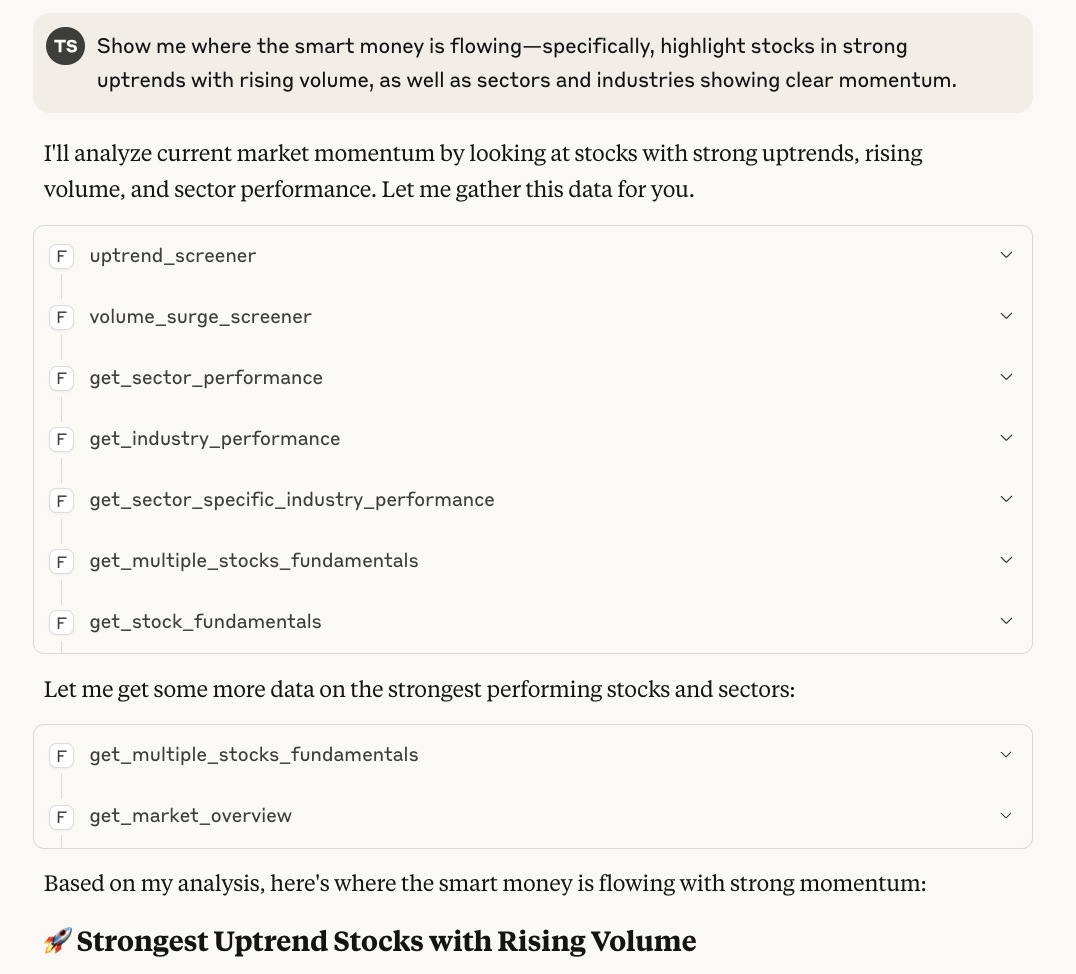 TS Show me where the smart money is flowing—specifically, highlight stocks in strong
uptrends with rising volume, as well as sectors and industries showing clear momentum.
I'll analyze current market momentum by looking at stocks with strong uptrends, rising
volume, and sector performance. Let me gather this data for you.
F uptrend_screener
F volume_surge_screener
F get_sector_performance
F get_industry_performance
F get_sector_specific_industry_performance
F get_multiple_stocks_fundamentals
F get_stock_fundamentals
Let me get some more data on the strongest performing stocks and sectors:
F get_multiple_stocks_fundamentals
F get_market_overview
Based on my analysis, here's where the smart money is flowing with strong momentum:
🚀 Strongest Uptrend Stocks with Rising Volume